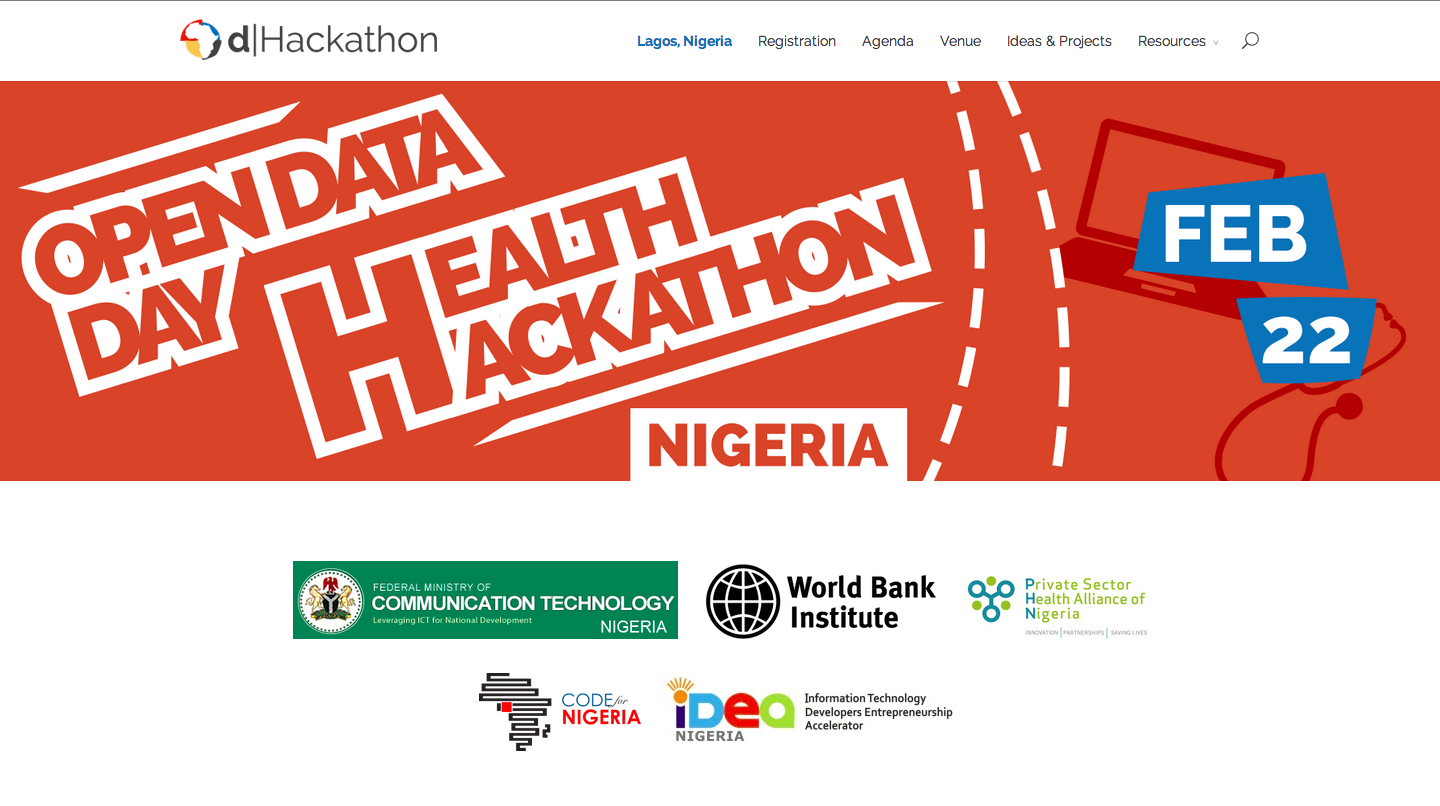 d|Hackathon
Lagos, Nigeria Registration Agenda Venue Ideas & Projects Resources
OPEN DATA
DAY
HEALTH
HACKATHON
NIGERIA
FEB
22
FEDERAL MINISTRY OF
COMMUNICATION TECHNOLOGY
Leveraging ICT for National Development
NIGERIA
World Bank
Institute
Private Sector
Health Alliance of
Nigeria
INNOVATION | PARTNERSHIPS | SAVING LIVES
CODE for
NIGERIA
iDea
NIGERIA
Information Technology
Developers Entrepreneurship
Accelerator